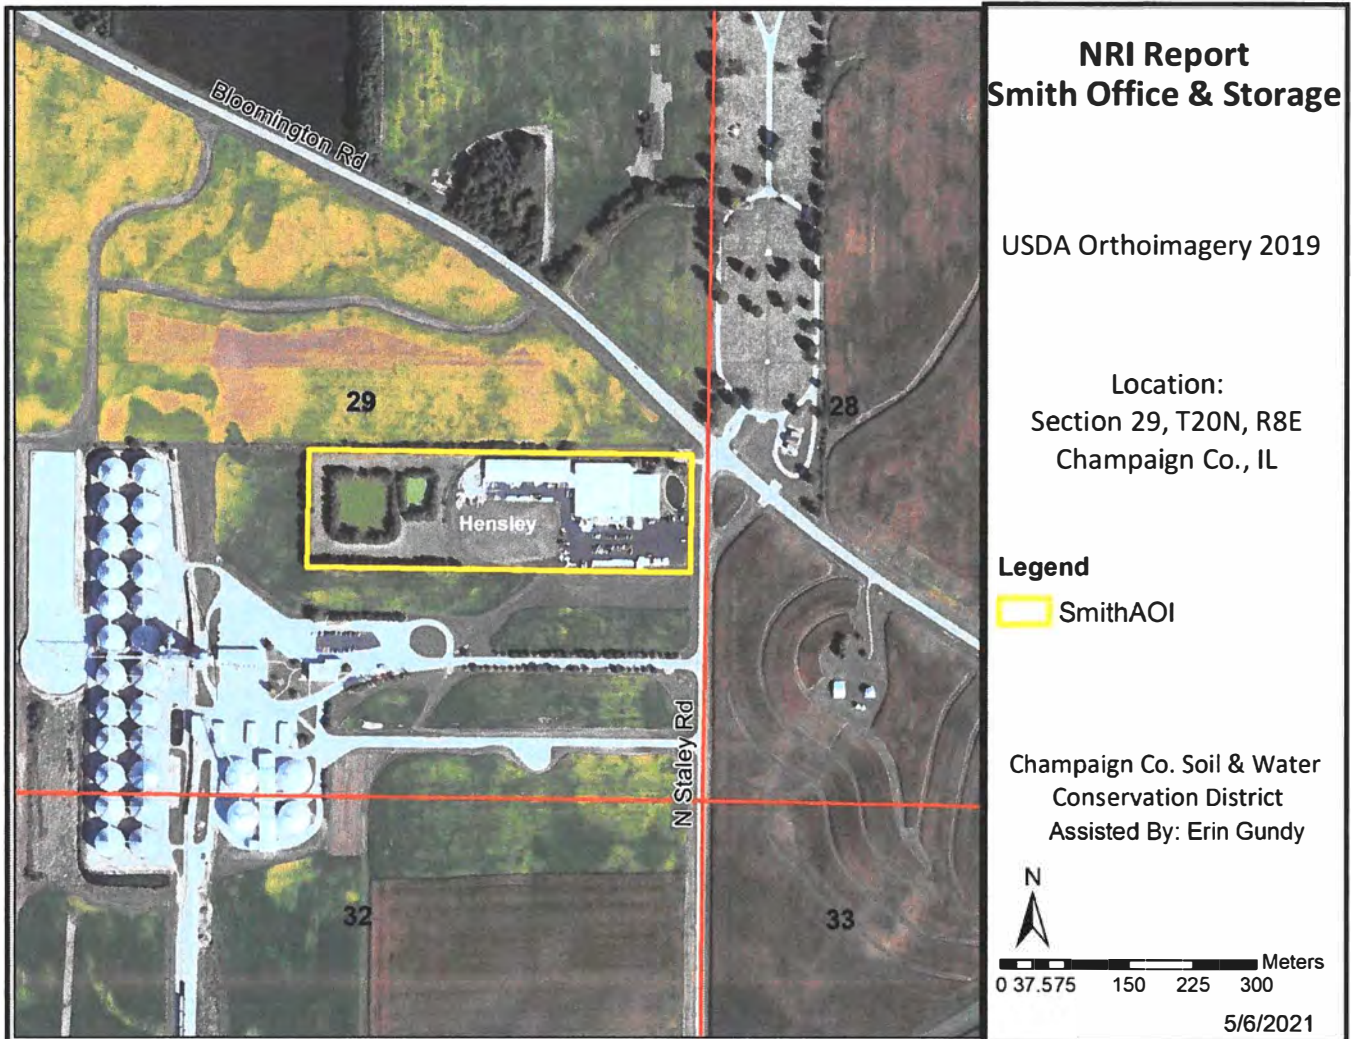 NRI Report
Smith Office & Storage
USDA Orthoimagery 2019
Location:
Section 29, T20N, R8E
Champaign Co., IL
Legend
SmithAOI
Champaign Co. Soil & Water
Conservation District
Assisted By: Erin Gundy
N
Meters
0 37.575 150 225 300
5/6/2021
Bloomington Rd
29
28
Hensley
N Staley Rd
32
33